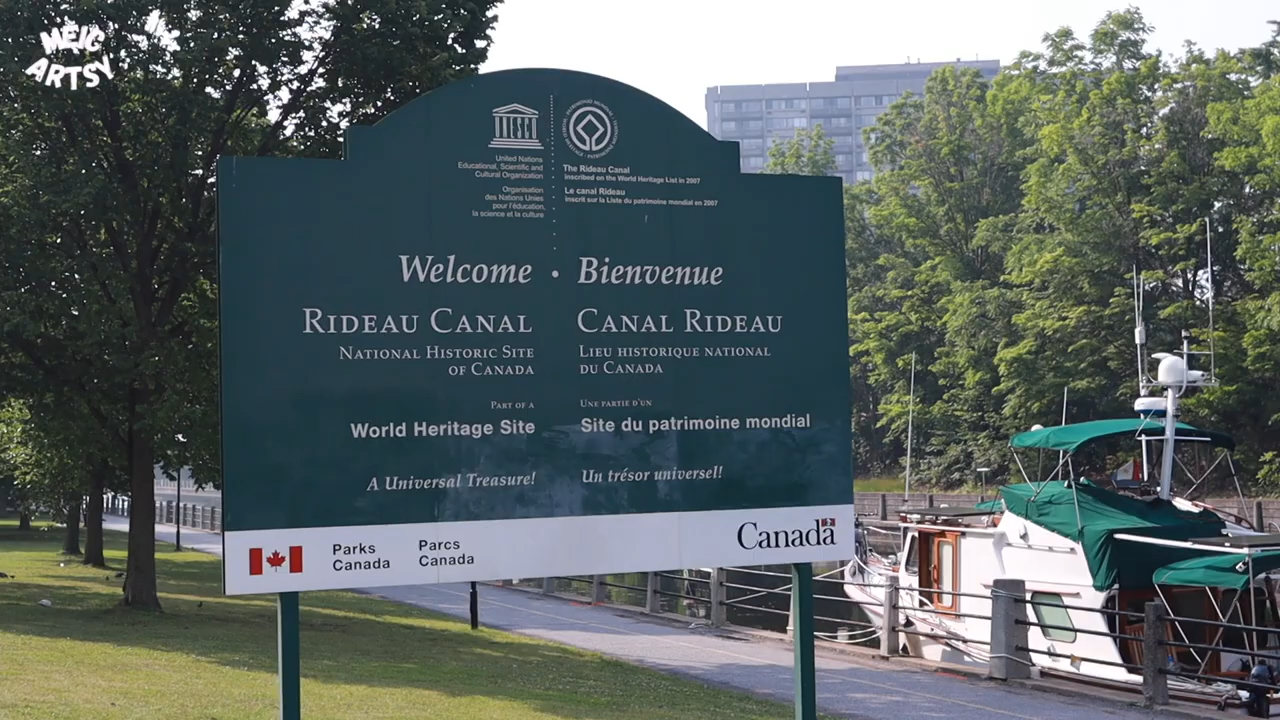 MEIC
ARTSY
UNESCO
United Nations
Educational, Scientific and
Cultural Organization
Organisation
des Nations Unies
pour l'éducation,
la science et la culture
The Rideau Canal
inscribed on the World Heritage List in 2007
Le canal Rideau
inscrit sur la Liste du patrimoine mondial en 2007
Welcome • Bienvenue
RIDEAU CANAL
NATIONAL HISTORIC SITE
OF CANADA
PART OF A
World Heritage Site
A Universal Treasure!
CANAL RIDEAU
LIEU HISTORIQUE NATIONAL
DU CANADA
UNE PARTIE D'UN
Site du patrimoine mondial
Un trésor universel!
Parks
Canada
Parcs
Canada
Canada